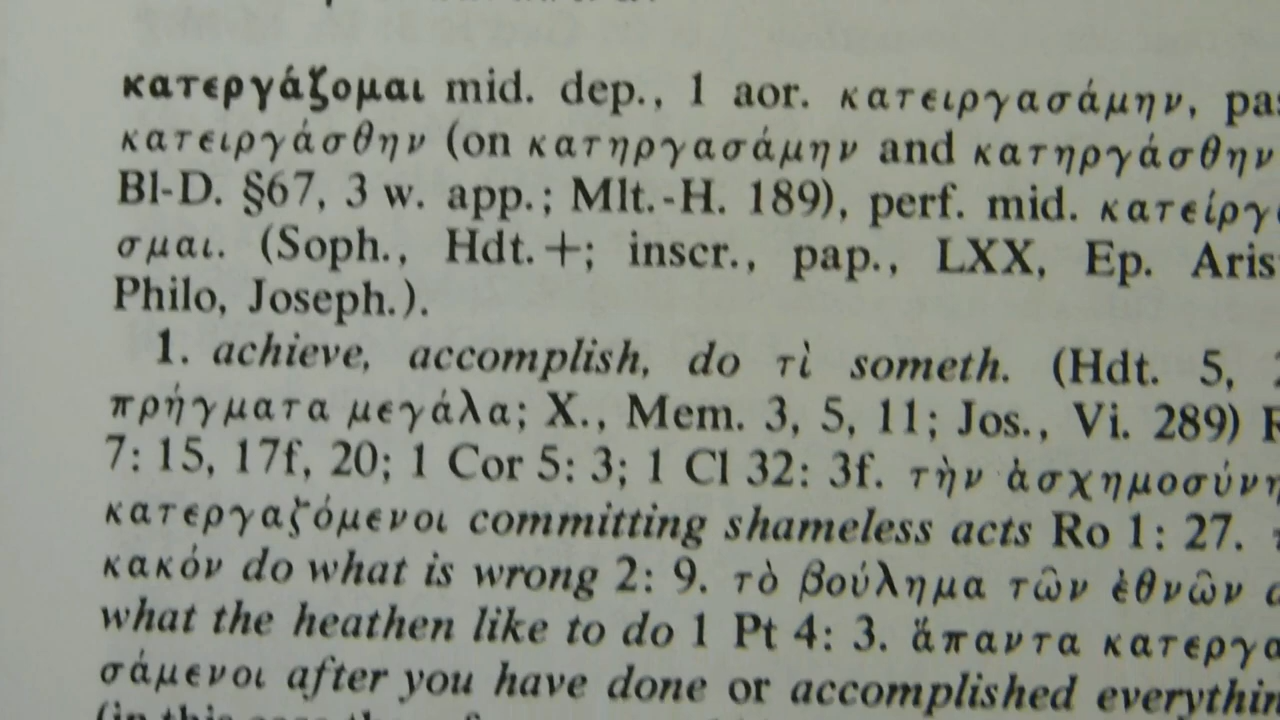 κατεργάζομαι mid. dep., 1 aor. κατειργασάμην,
κατειργάσθην (on κατηργασάμην and κατηργάσθην
Bl-D. §67, 3 w. app.; Mlt.-H. 189), perf. mid. κατείργ
σμαι. (Soph., Hdt.+; inscr., pap., LXX, Ep. Aris
Philo, Joseph.).
1. achieve, accomplish, do τὶ someth. (Hdt. 5,
πρήγματα μεγάλα; X., Mem. 3, 5, 11; Jos., Vi. 289)
7: 15, 17f, 20; 1 Cor 5: 3; 1 Cl 32: 3f. τὴν ἀσχημοσύνη
κατεργαζόμενοι committing shameless acts Ro 1: 27.
κακόν do what is wrong 2: 9. τὸ βούλημα τῶν ἐθνῶν
what the heathen like to do 1 Pt 4: 3. ἅπαντα κατεργα
σάμενοι after you have done or accomplished everythin